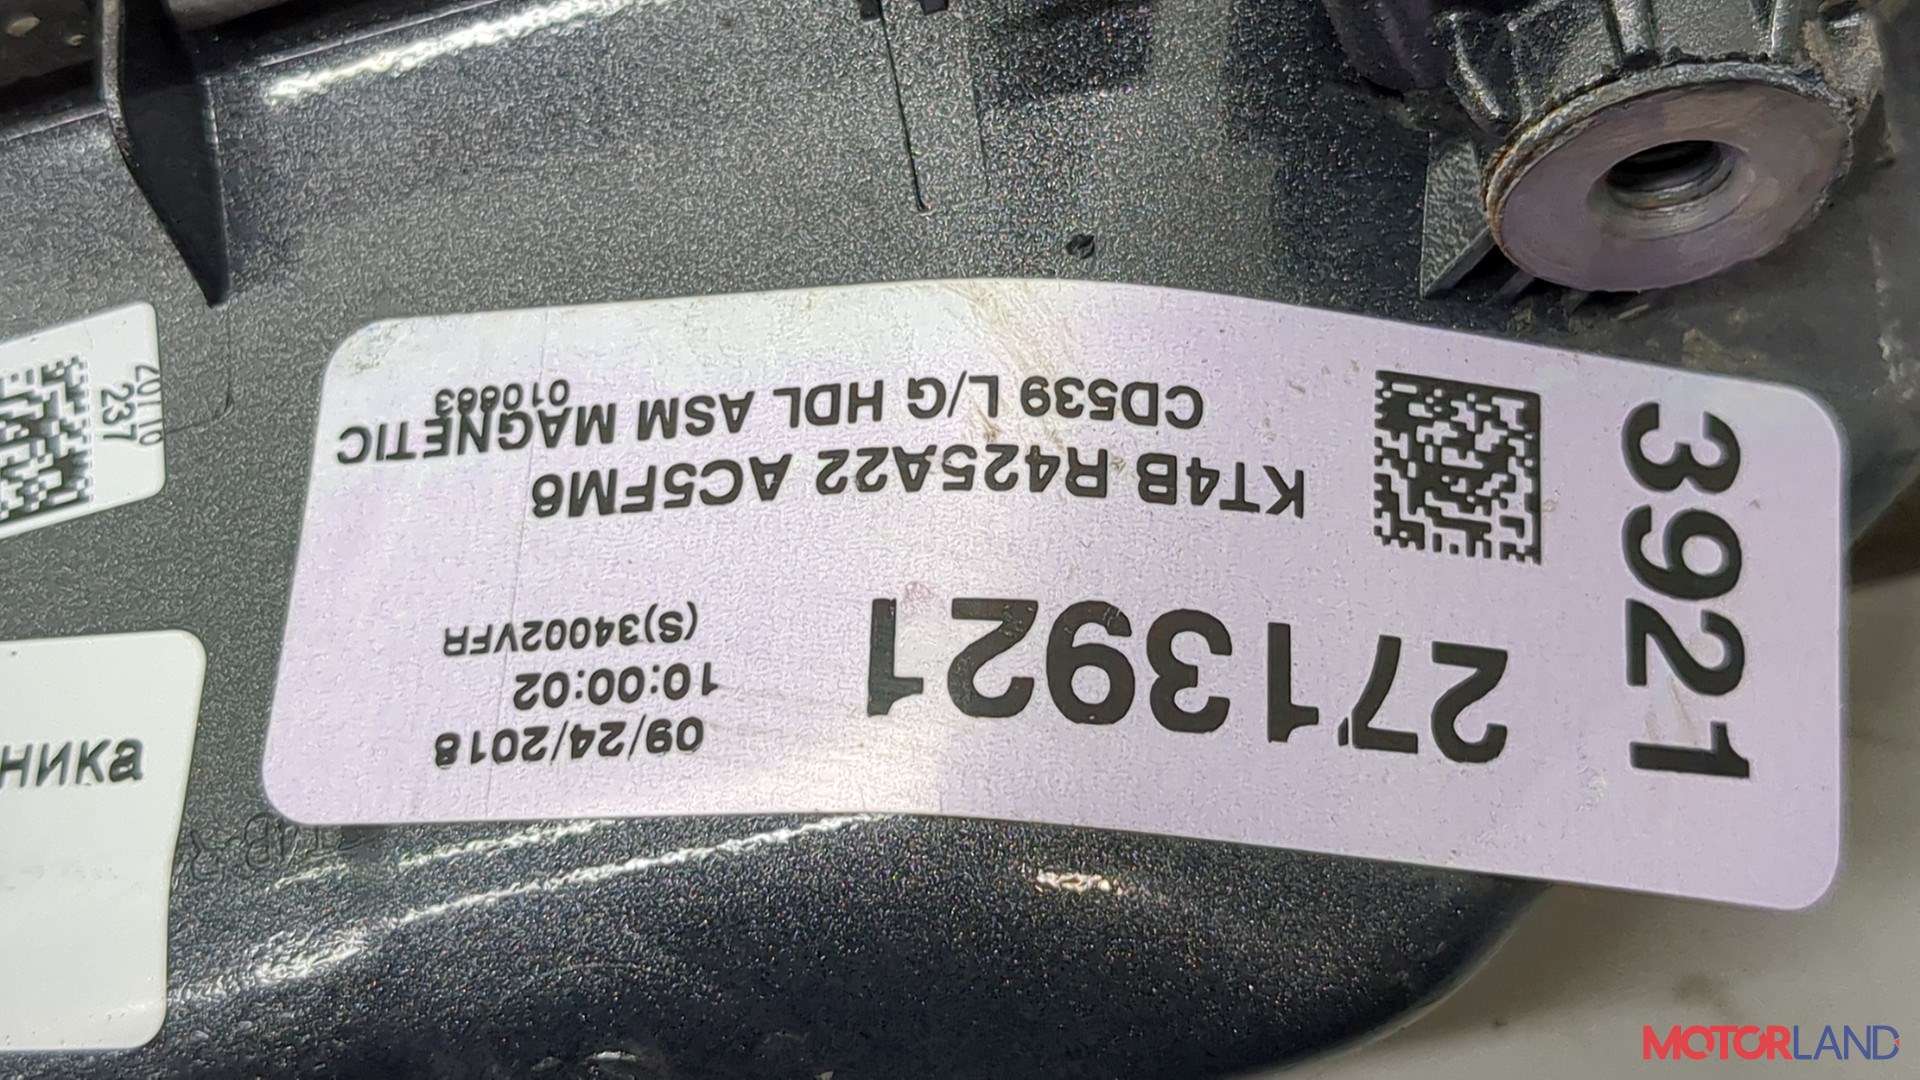 3921
2713921
09/24/2018
10:00:02
(S)34002VFR
KT4B R425A22 AC5FM6
CD539 L/G HDL ASM MAGNETIC
010663
237
ника
MOTORLAND